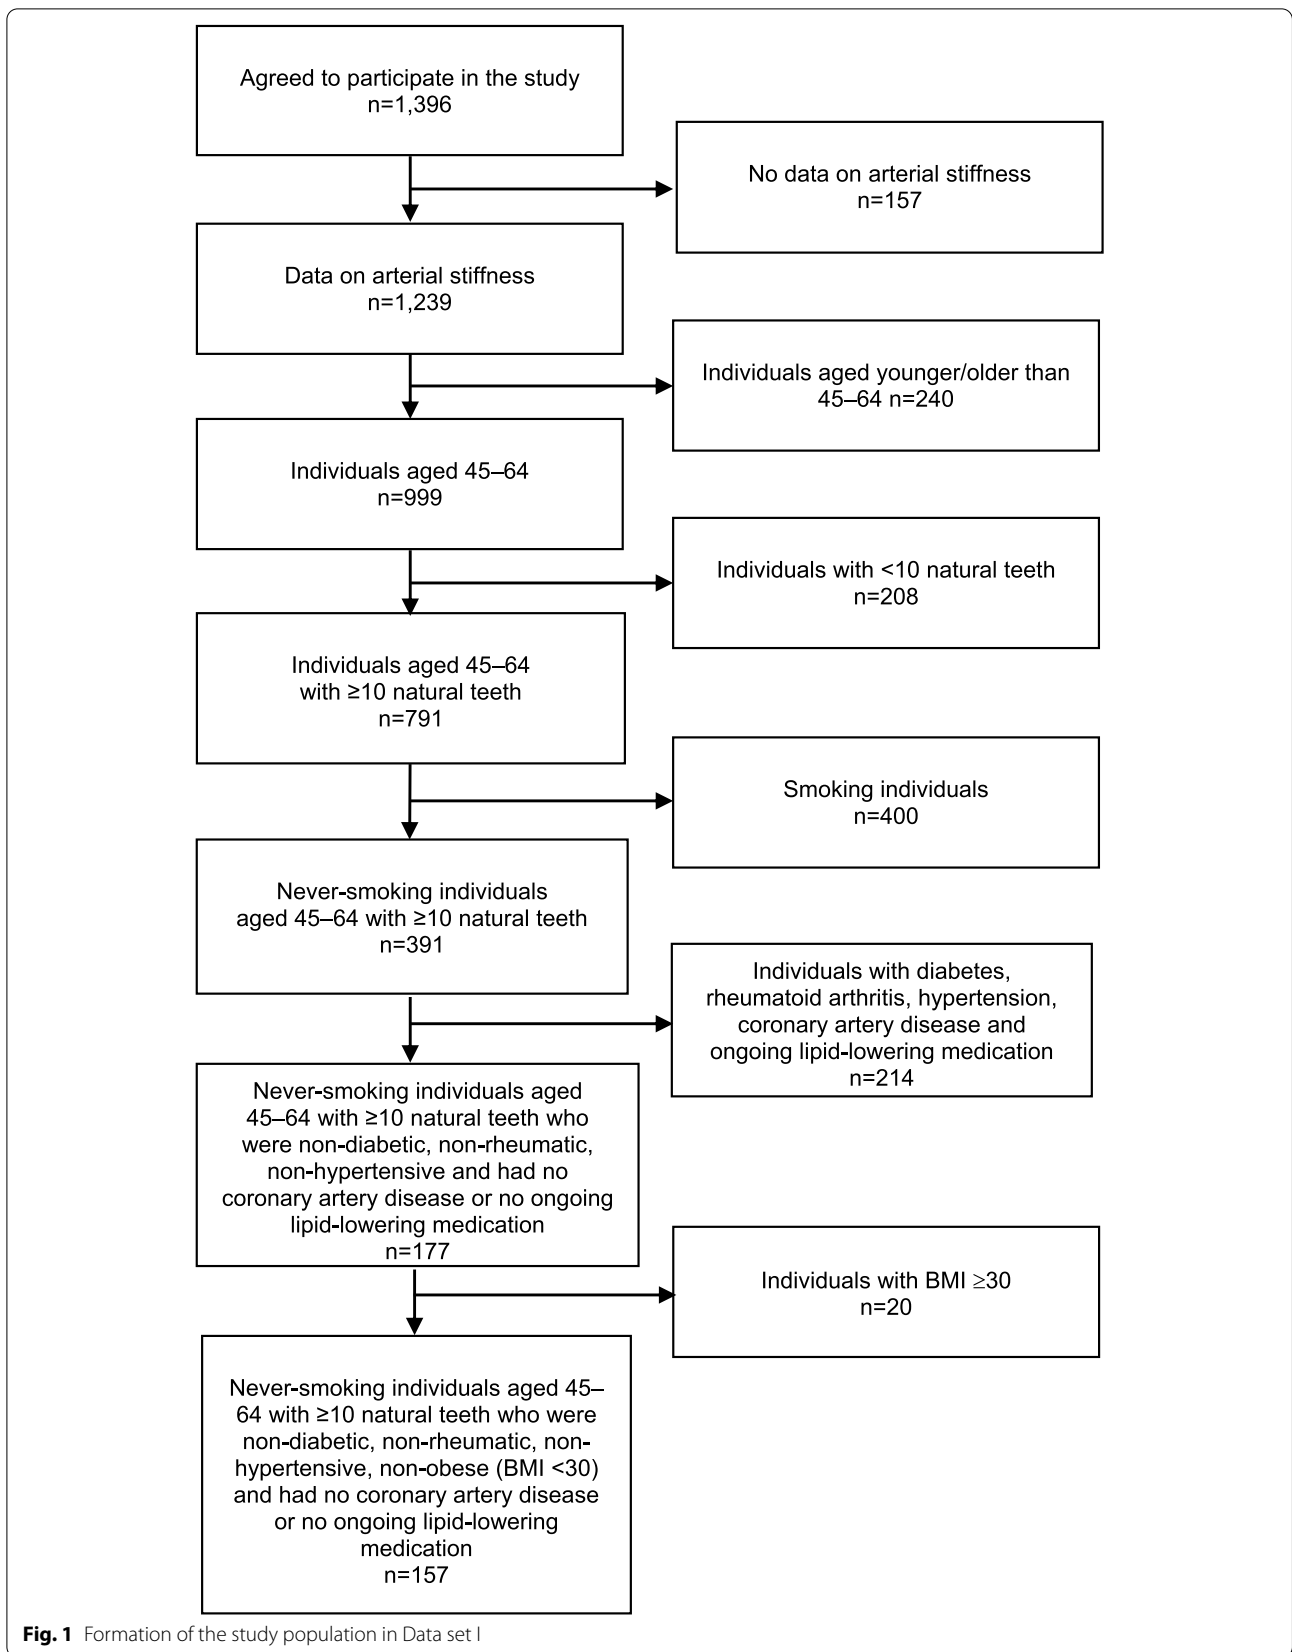 Agreed to participate in the study
n=1,396
No data on arterial stiffness
n=157
Data on arterial stiffness
n=1,239
Individuals aged younger/older than
45–64 n=240
Individuals aged 45–64
n=999
Individuals with <10 natural teeth
n=208
Individuals aged 45–64
with ≥10 natural teeth
n=791
Smoking individuals
n=400
Never-smoking individuals
aged 45–64 with ≥10 natural teeth
n=391
Individuals with diabetes,
rheumatoid arthritis, hypertension,
coronary artery disease and
ongoing lipid-lowering medication
n=214
Never-smoking individuals aged
45–64 with ≥10 natural teeth who
were non-diabetic, non-rheumatic,
non-hypertensive and had no
coronary artery disease or no ongoing
lipid-lowering medication
n=177
Individuals with BMI ≥30
n=20
Never-smoking individuals aged 45–
64 with ≥10 natural teeth who were
non-diabetic, non-rheumatic, non-
hypertensive, non-obese (BMI <30)
and had no coronary artery disease
or no ongoing lipid-lowering
medication
n=157
Fig. 1 Formation of the study population in Data set I